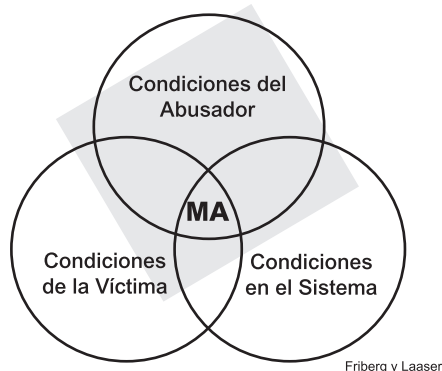 Condiciones del
Abusador
MA
Condiciones
de la Víctima
Condiciones
en el Sistema
Friberg y Laaser